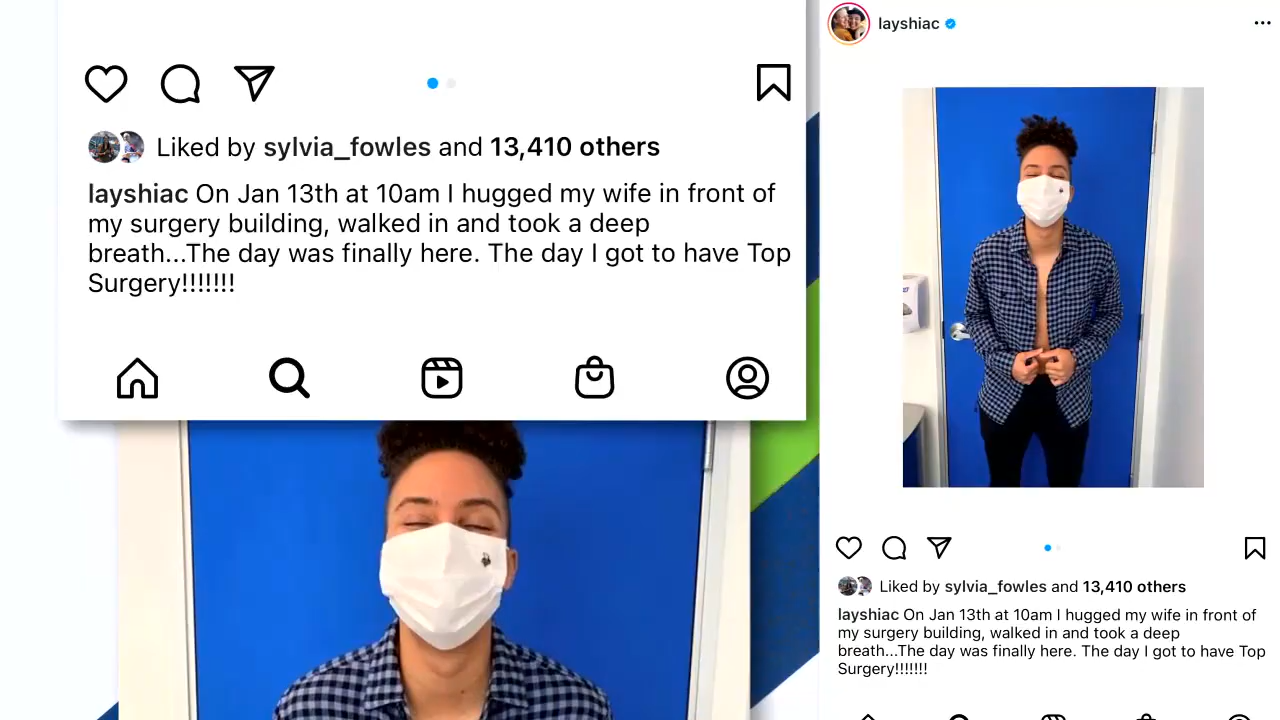 Liked by sylvia_fowles and 13,410 others
layshiac On Jan 13th at 10am I hugged my wife in front of
my surgery building, walked in and took a deep
breath...The day was finally here. The day I got to have Top
Surgery!!!!!!!
layshiac
Liked by sylvia_fowles and 13,410 others
layshiac On Jan 13th at 10am I hugged my wife in front of
my surgery building, walked in and took a deep
breath...The day was finally here. The day I got to have Top
Surgery!!!!!!!